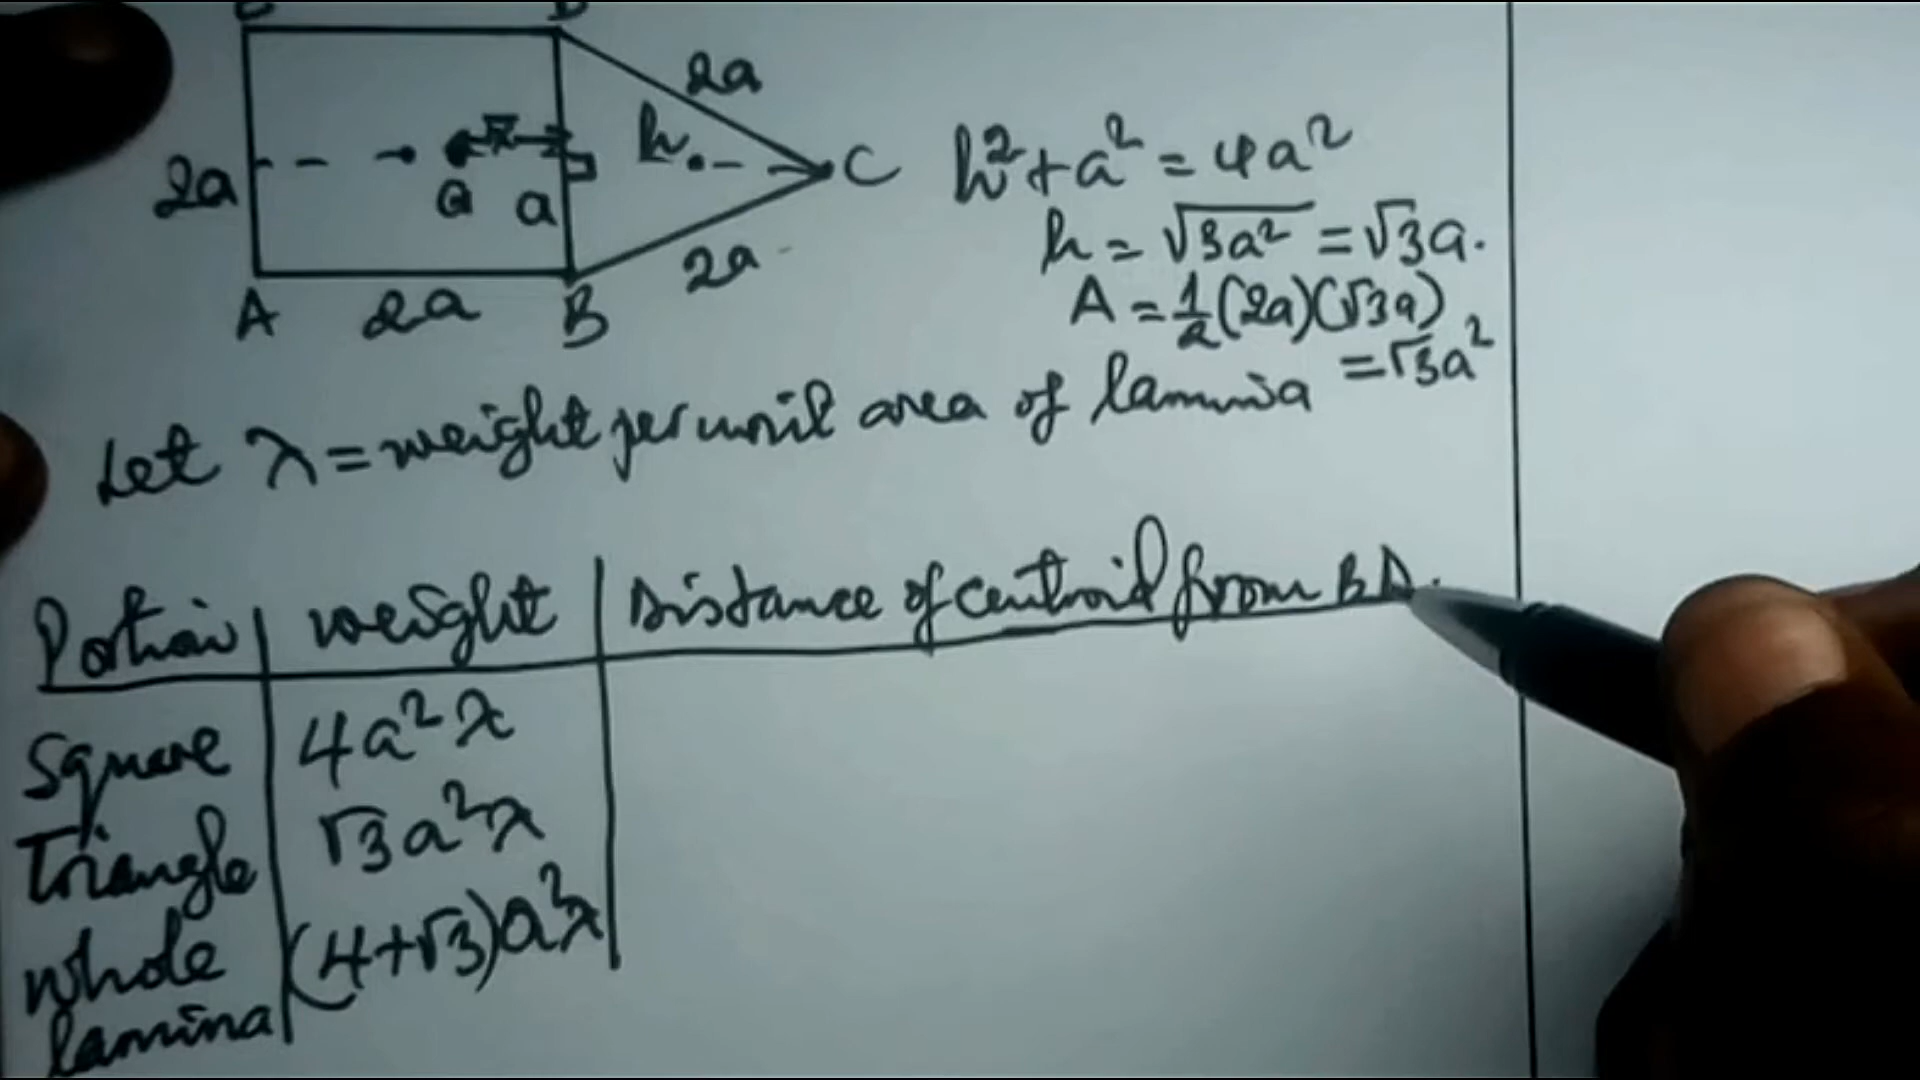 2a
h
x̄
2a
G
a
C
2a
A
2a
B
h²+a² = 4a²
h = √3a² = √3a.
A = ½(2a)(√3a)
= √3a²
Let λ = weight per unit area of lamina
Portion weight Distance of centroid from BD.
Square 4a²λ
Triangle √3a²λ
whole (4+√3)a²λ
lamina